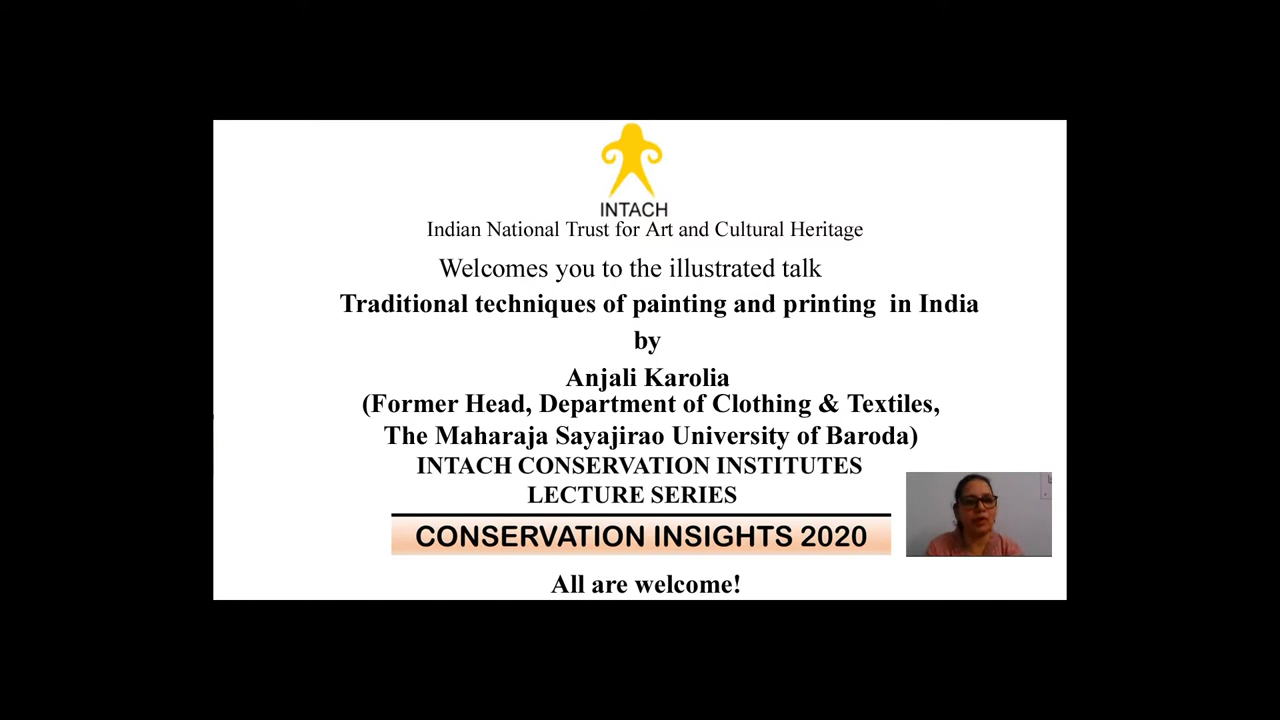 INTACH
Indian National Trust for Art and Cultural Heritage
Welcomes you to the illustrated talk
Traditional techniques of painting and printing in India
by
Anjali Karolia
(Former Head, Department of Clothing & Textiles,
The Maharaja Sayajirao University of Baroda)
INTACH CONSERVATION INSTITUTES
LECTURE SERIES
CONSERVATION INSIGHTS 2020
All are welcome!